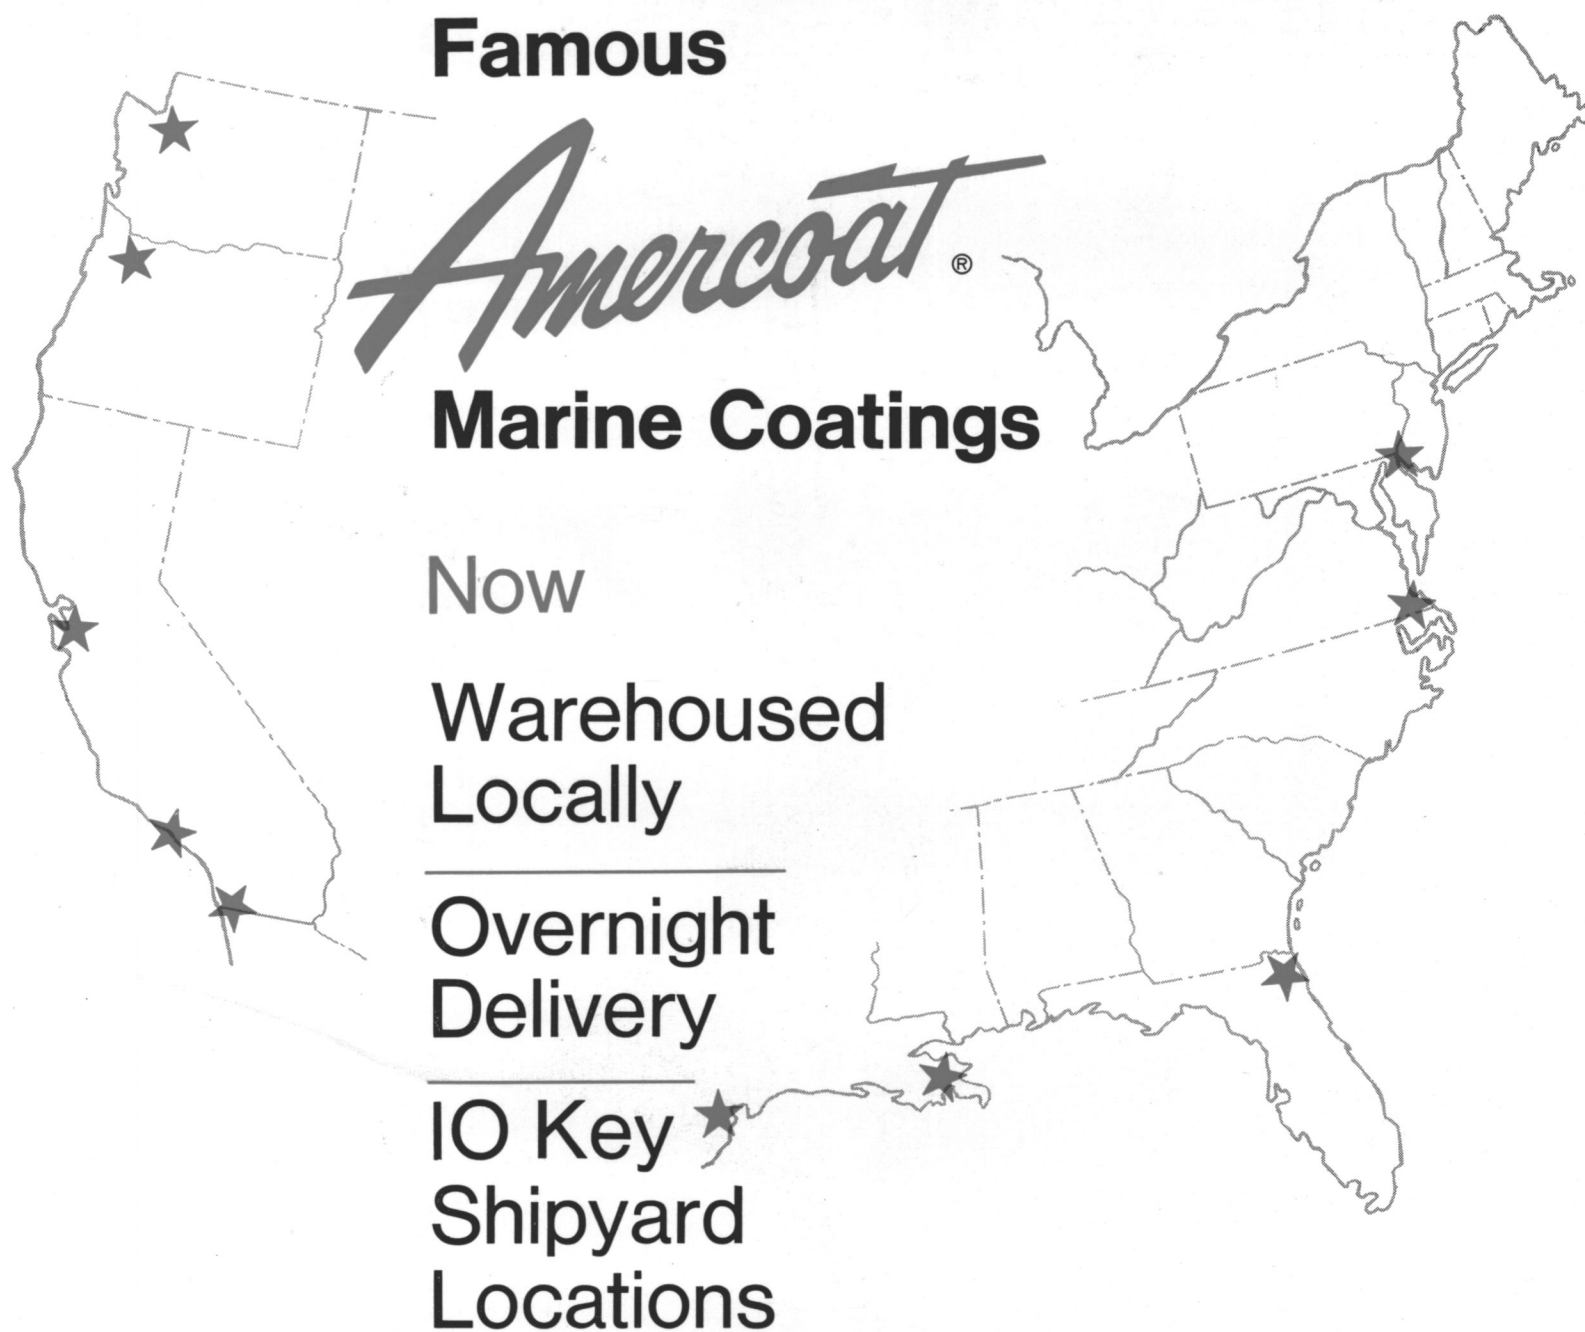 Famous
Amercoat®
Marine Coatings
Now
Warehoused
Locally
Overnight
Delivery
IO Key
Shipyard
Locations